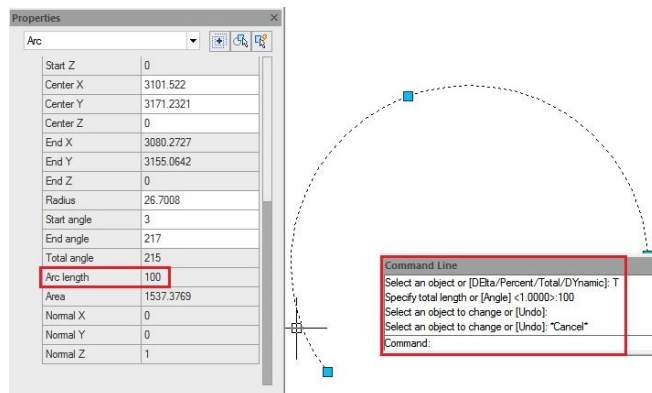 Properties
Arc
Start Z 0
Center X 3101.522
Center Y 3171.2321
Center Z 0
End X 3080.2727
End Y 3155.0642
End Z 0
Radius 26.7008
Start angle 3
End angle 217
Total angle 215
Arc length 100
Area 1537.3769
Normal X 0
Normal Y 0
Normal Z 1
Command Line
Select an object or [DElta/Percent/Total/DYnamic]: T
Specify total length or [Angel] <1.0000>:100
Select an object to change or [Undo]:
Select an object to change or [Undo]: *Cancel*
Command: